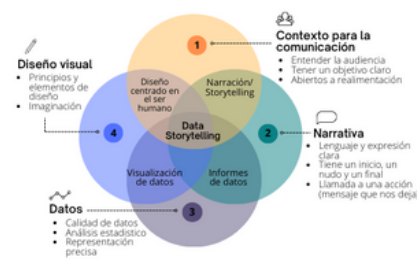 1
Contexto para la
comunicación
• Entender la audiencia
• Tener un objetivo claro
• Abiertos a realimentación
Diseño visual
• Principios y
elementos de
diseño
• Imaginación
Diseño
centrado en
el ser
humano
Narración/
Storytelling
4
Data
Storytelling
2
Narrativa
• Lenguaje y expresión
clara
• Tiene un inicio, un
nudo y un final
• Llamada a una acción
(mensaje que nos deja)
Visualización
de datos
Informes
de datos
3
Datos
• Calidad de datos
• Análisis estadístico
• Representación
precisa